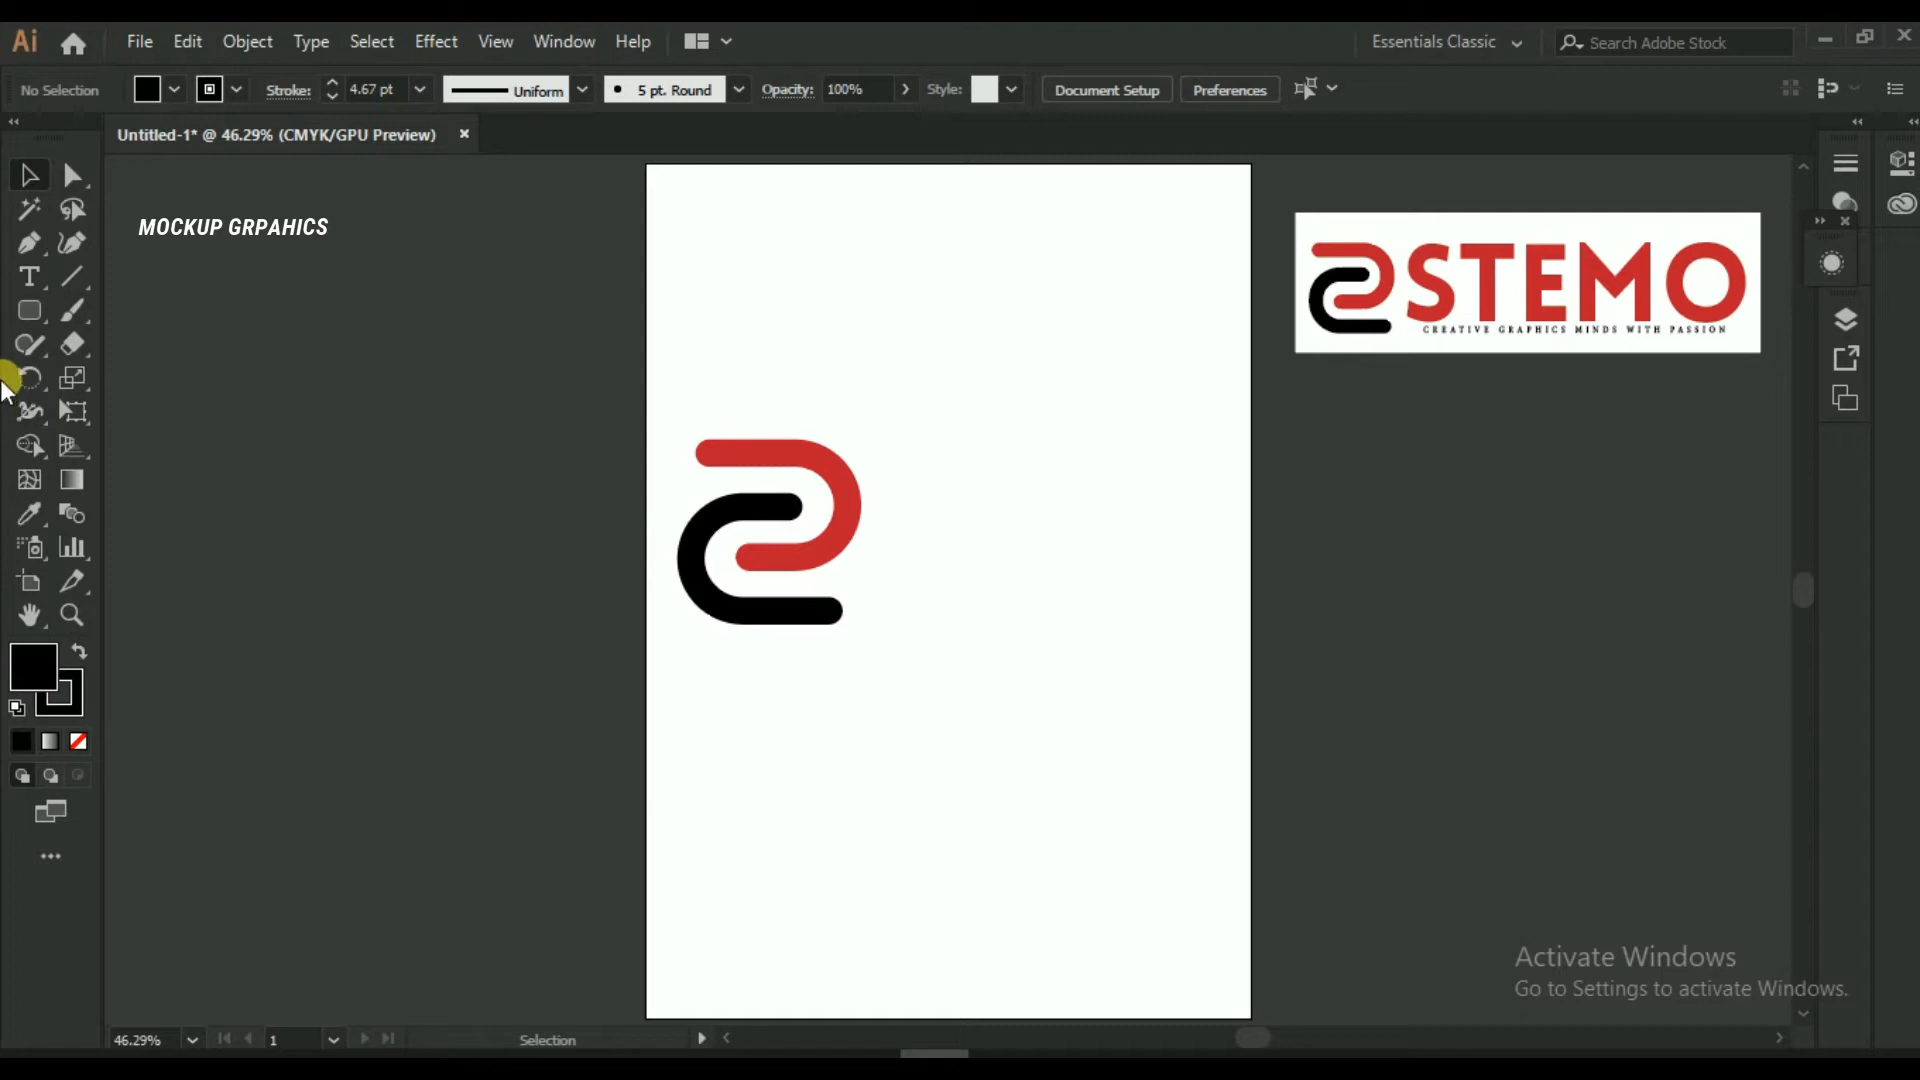 Ai File Edit Object Type Select Effect View Window Help Essentials Classic Search Adobe Stock
No Selection Stroke: 4.67 pt Uniform 5 pt. Round Opacity: 100% Style: Document Setup Preferences
Untitled-1* @ 46.29% (CMYK/GPU Preview)
MOCKUP GRPAHICS
STEMO
CREATIVE GRAPHICS MINDS WITH PASSION
Activate Windows
Go to Settings to activate Windows.
46.29% 1 Selection